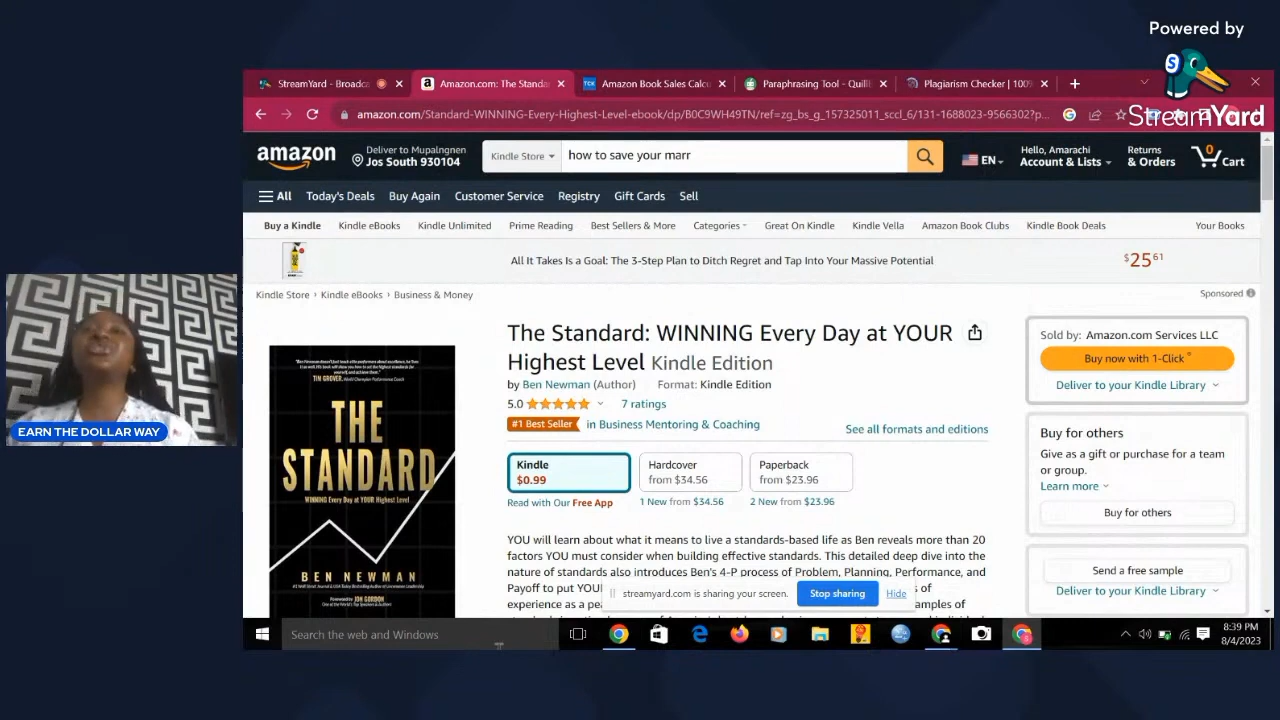 Powered by
StreamYard
StreamYard - Broadc
Amazon.com: The Standa
TCK
Amazon Book Sales Calcu
Paraphrasing Tool - QuillB
Plagiarism Checker | 100%
amazon.com/Standard-WINNING-Every-Highest-Level-ebook/dp/B0C9WH49TN/ref=zg_bs_g_157325011_sccl_6/131-1688023-9566302?p...
amazon
Deliver to Mupalngnen
Jos South 930104
Kindle Store
how to save your marr
EN
Hello, Amarachi
Account & Lists
Returns
& Orders
0
Cart
All
Today's Deals
Buy Again
Customer Service
Registry
Gift Cards
Sell
Buy a Kindle
Kindle eBooks
Kindle Unlimited
Prime Reading
Best Sellers & More
Categories
Great On Kindle
Kindle Vella
Amazon Book Clubs
Kindle Book Deals
Your Books
All It Takes Is a Goal: The 3-Step Plan to Ditch Regret and Tap Into Your Massive Potential
$25 61
Kindle Store › Kindle eBooks › Business & Money
Sponsored
TIM GROVER,
THE
STANDARD
WINNING Every Day at YOUR Highest Level
BEN NEWMAN
JON GORDON
The Standard: WINNING Every Day at YOUR
Highest Level Kindle Edition
by Ben Newman (Author) Format: Kindle Edition
5.0
7 ratings
#1 Best Seller in Business Mentoring & Coaching
See all formats and editions
Kindle
$0.99
Read with Our Free App
Hardcover
from $34.56
1 New from $34.56
Paperback
from $23.96
2 New from $23.96
YOU will learn about what it means to live a standards-based life as Ben reveals more than 20
factors YOU must consider when building effective standards. This detailed deep dive into the
nature of standards also introduces Ben's 4-P process of Problem, Planning, Performance, and
Payoff to put YOU
s of
experience as a pea
amples of
Sold by: Amazon.com Services LLC
Buy now with 1-Click
Deliver to your Kindle Library
Buy for others
Give as a gift or purchase for a team
or group.
Learn more
Buy for others
Send a free sample
Deliver to your Kindle Library
streamyard.com is sharing your screen.
Stop sharing
Hide
EARN THE DOLLAR WAY
Search the web and Windows
8:39 PM
8/4/2023